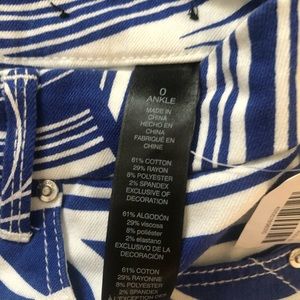 0
ANKLE
MADE IN
CHINA
HECHO EN
CHINA
FABRIQUÉ EN
CHINE
61% COTTON
29% RAYON
8% POLYESTER
2% SPANDEX
EXCLUSIVE OF
DECORATION
61% ALGODÓN
29% viscosa
8% poliéster
2% elastano
EXCLUSIVO DE LA
DECORACIÓN
61% COTON
29% RAYONNE
8% POLYESTER
2% SPANDEX
À L'EXCEPTION DES